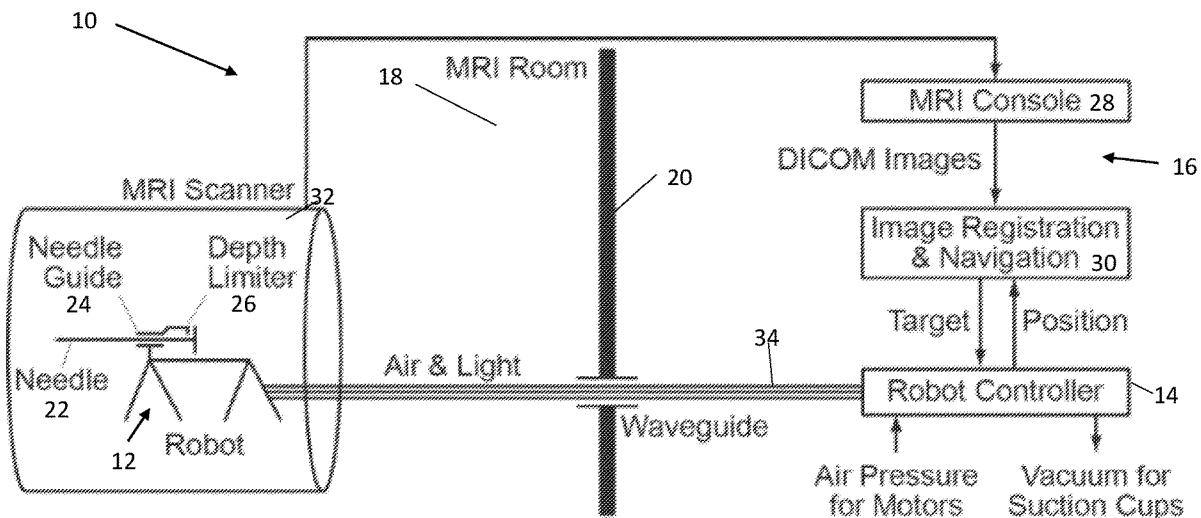 10
MRI Room
18
MRI Console 28
DICOM Images
16
20
MRI Scanner
32
Needle
Guide
24
Depth
Limiter
26
Image Registration
& Navigation 30
Target
Position
Needle
22
12
Robot
Air & Light
34
Waveguide
Robot Controller
14
Air Pressure
for Motors
Vacuum for
Suction Cups